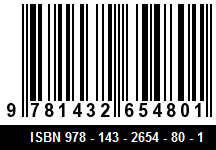 9 781432 654801
ISBN 978 - 143 - 2654 - 80 - 1